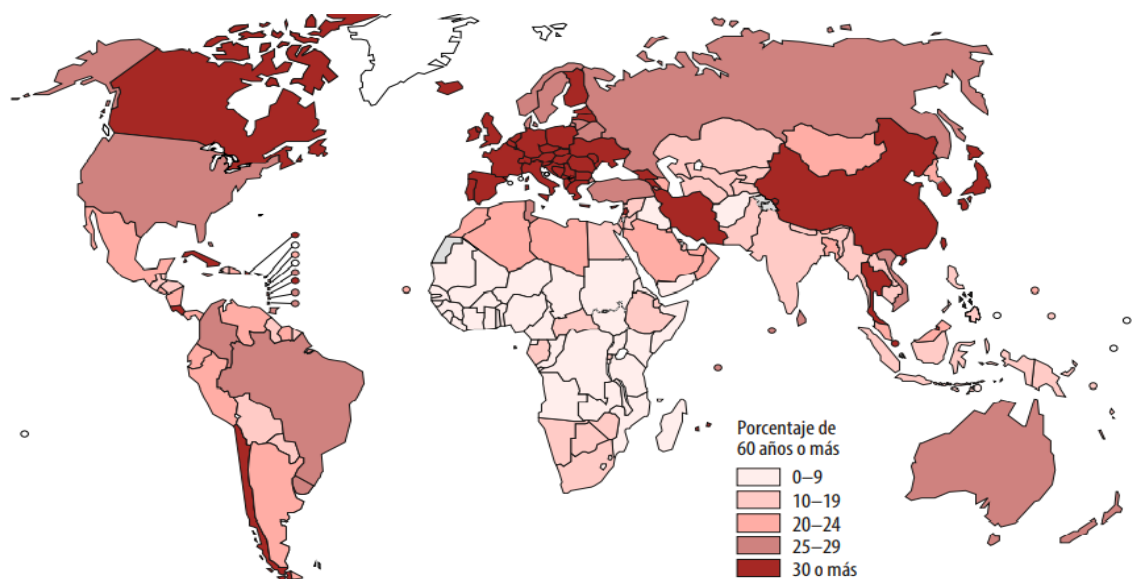 Porcentaje de
60 años o más
0–9
10–19
20–24
25–29
30 o más